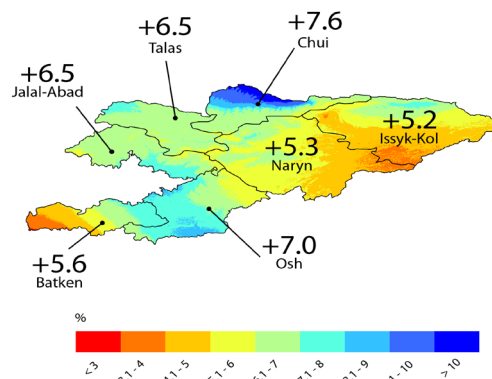 +7.6
Chui
+6.5
Talas
+6.5
Jalal-Abad
+5.2
Issyk-Kol
+5.3
Naryn
+7.0
Osh
+5.6
Batken
%
< 3
> 10